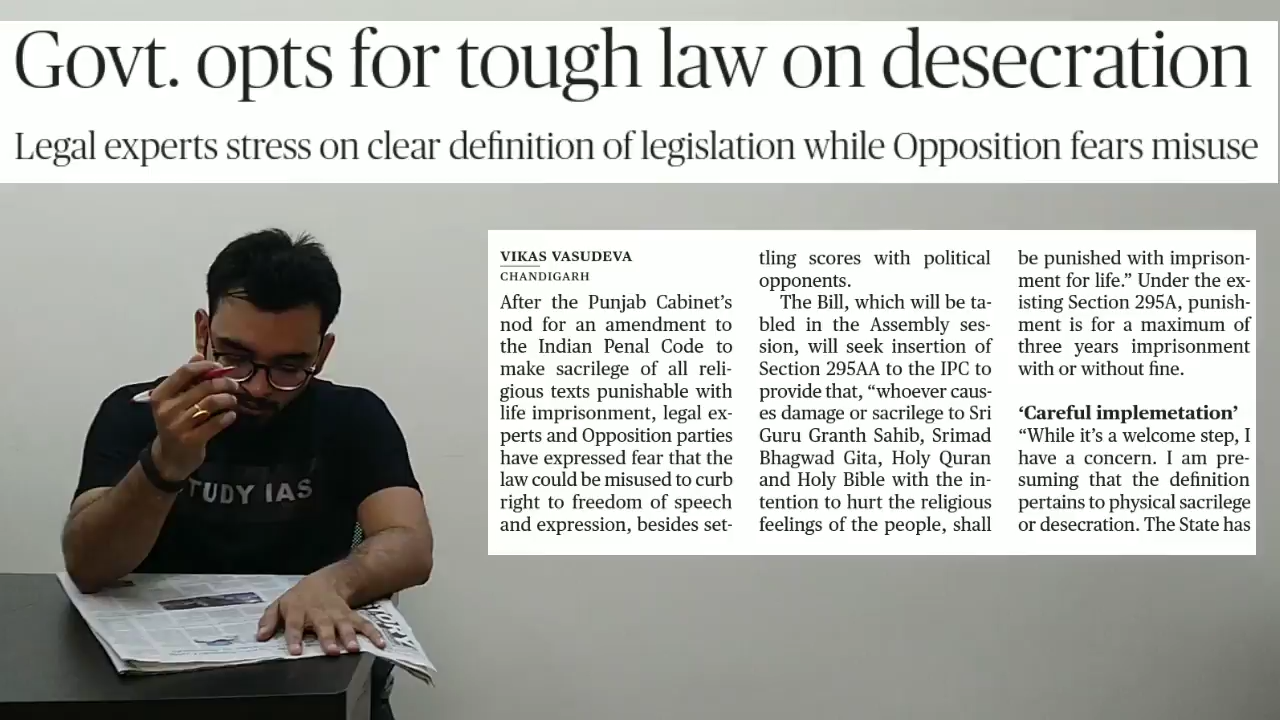 Govt. opts for tough law on desecration
Legal experts stress on clear definition of legislation while Opposition fears misuse
VIKAS VASUDEVA
CHANDIGARH
After the Punjab Cabinet's
nod for an amendment to
the Indian Penal Code to
make sacrilege of all reli-
gious texts punishable with
life imprisonment, legal ex-
perts and Opposition parties
have expressed fear that the
law could be misused to curb
right to freedom of speech
and expression, besides set-
tling scores with political
opponents.
The Bill, which will be ta-
bled in the Assembly ses-
sion, will seek insertion of
Section 295AA to the IPC to
provide that, “whoever caus-
es damage or sacrilege to Sri
Guru Granth Sahib, Srimad
Bhagwad Gita, Holy Quran
and Holy Bible with the in-
tention to hurt the religious
feelings of the people, shall
be punished with imprison-
ment for life.” Under the ex-
isting Section 295A, punish-
ment is for a maximum of
three years imprisonment
with or without fine.
‘Careful implemetation’
“While it’s a welcome step, I
have a concern. I am pre-
suming that the definition
pertains to physical sacrilege
or desecration. The State has
TUDY IAS